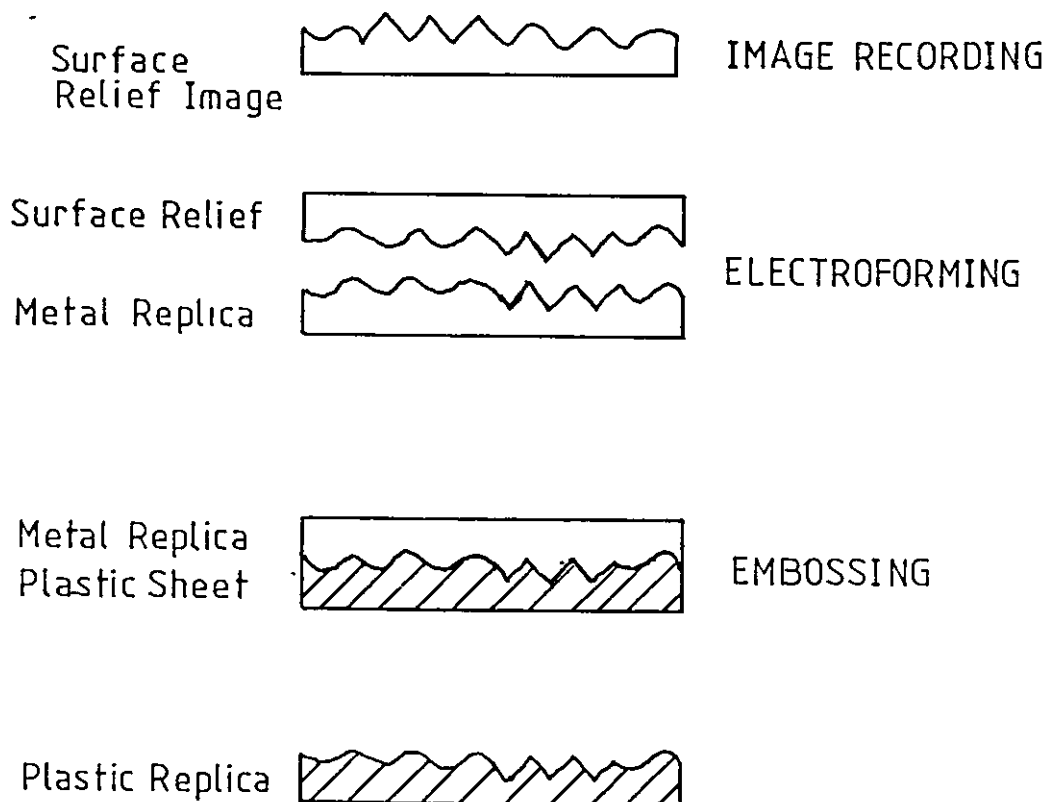 Surface
Relief Image
IMAGE RECORDING
Surface Relief
Metal Replica
ELECTROFORMING
Metal Replica
Plastic Sheet
EMBOSSING
Plastic Replica